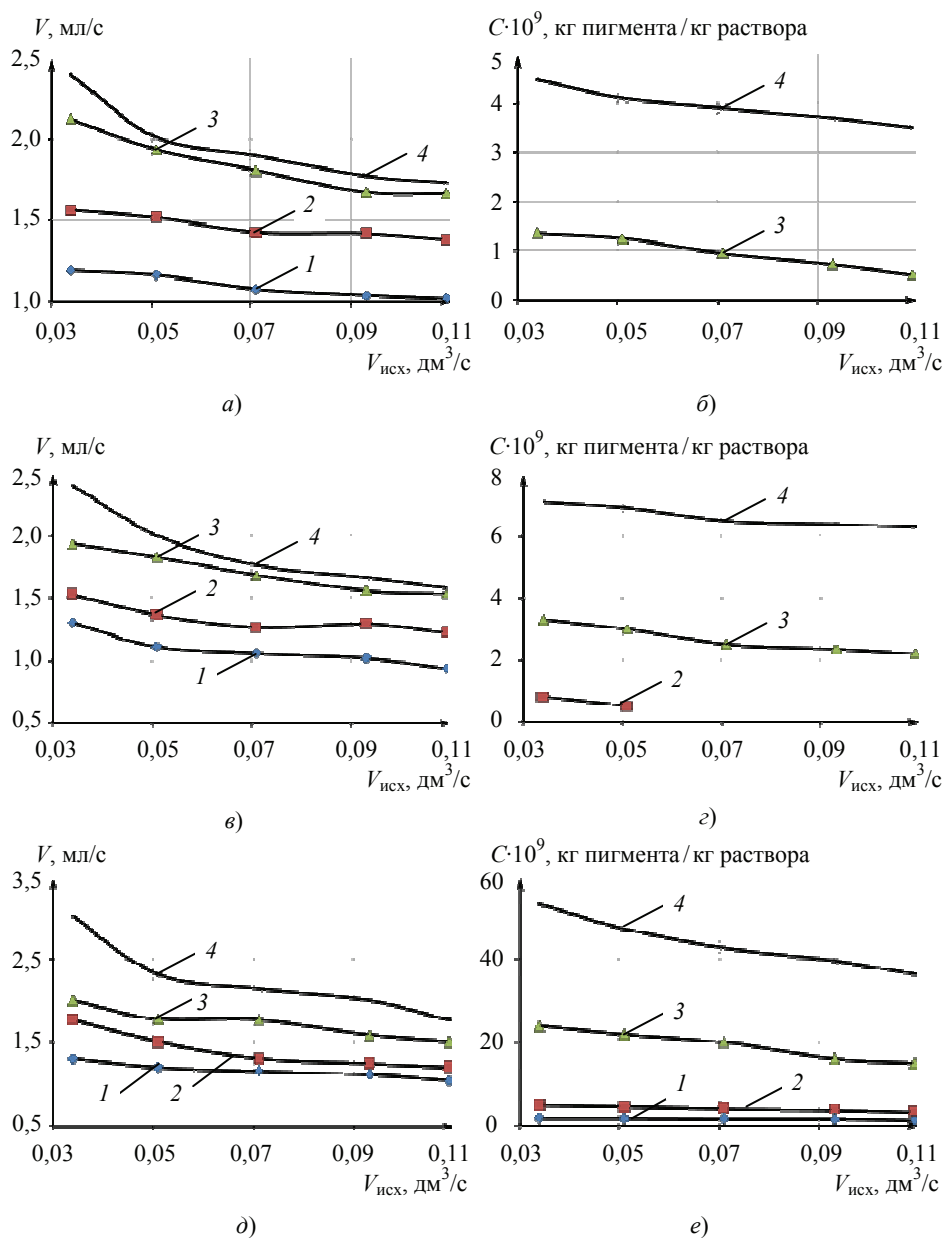 V, мл/с
2,5
2,0
1,5
1,0
3
4
2
1
0,03 0,05 0,07 0,09 0,11
Vисх, дм³/с
а)
C·10⁹, кг пигмента/кг раствора
5
4
3
2
1
0
4
3
0,03 0,05 0,07 0,09 0,11
Vисх, дм³/с
б)
V, мл/с
2,5
2,0
1,5
1,0
0,5
3
4
2
1
0,03 0,05 0,07 0,09 0,11
Vисх, дм³/с
в)
C·10⁹, кг пигмента/кг раствора
8
6
4
2
0
4
3
2
0,03 0,05 0,07 0,09 0,11
Vисх, дм³/с
г)
V, мл/с
3,5
2,5
1,5
0,5
4
3
1 2
0,03 0,05 0,07 0,09 0,11
Vисх, дм³/с
д)
C·10⁹, кг пигмента/кг раствора
60
40
20
0
4
3
1 2
0,03 0,05 0,07 0,09 0,11
Vисх, дм³/с
е)